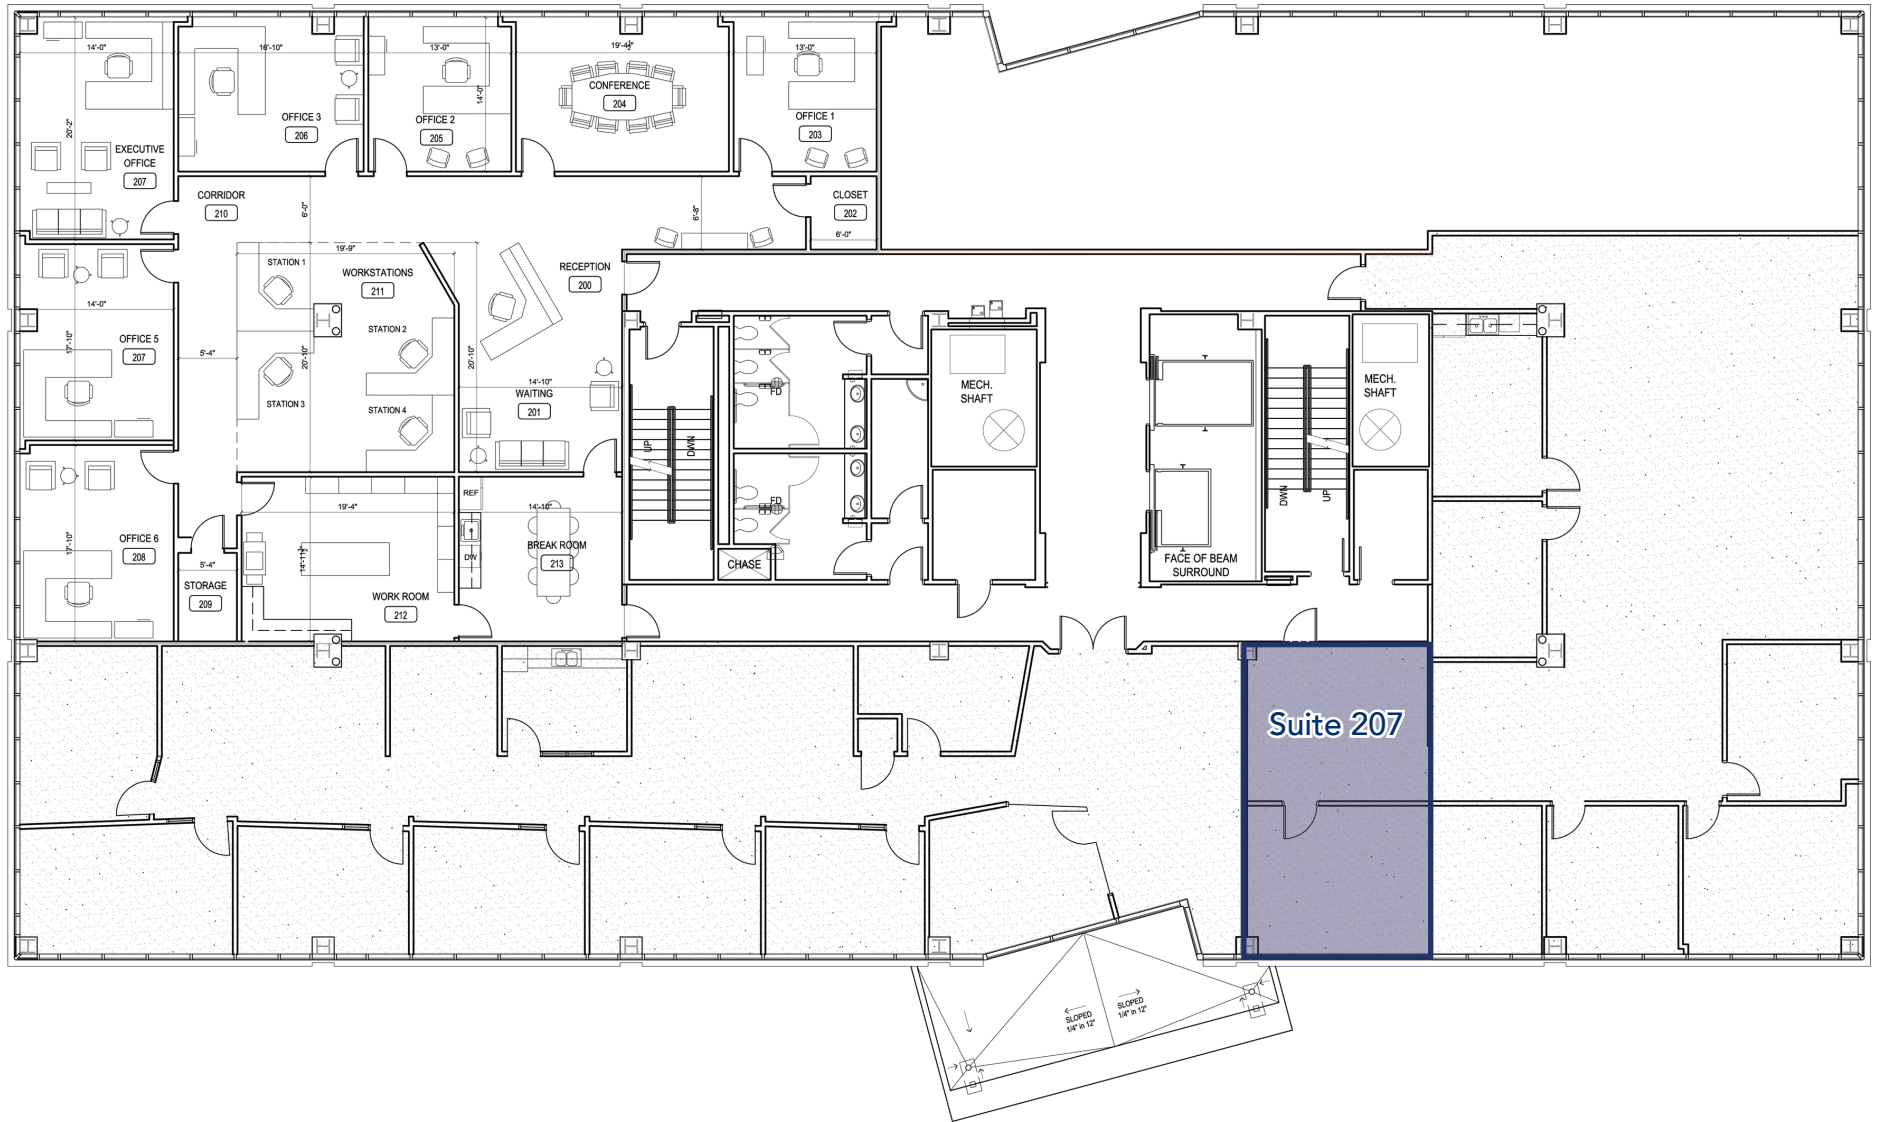 14'-0"
16'-10"
13'-0"
19'-4½"
13'-0"
14'-0"
20'-2"
CONFERENCE
204
OFFICE 3
206
OFFICE 2
205
OFFICE 1
203
EXECUTIVE
OFFICE
207
CORRIDOR
210
6'-0"
6'-8"
CLOSET
202
6'-0"
19'-9"
STATION 1
WORKSTATIONS
211
RECEPTION
200
14'-0"
STATION 2
OFFICE 5
207
17'-10"
5'-4"
20'-10"
20'-10"
14'-10"
WAITING
201
STATION 3
STATION 4
UP
DWN
FD
MECH.
SHAFT
MECH.
SHAFT
REF
19'-4"
14'-10"
FD
DWN
UP
OFFICE 6
208
17'-10"
14'-11½"
DW
BREAK ROOM
213
CHASE
FACE OF BEAM
SURROUND
5'-4"
STORAGE
209
WORK ROOM
212
Suite 207
SLOPED
1/4" in 12"
SLOPED
1/4" in 12"